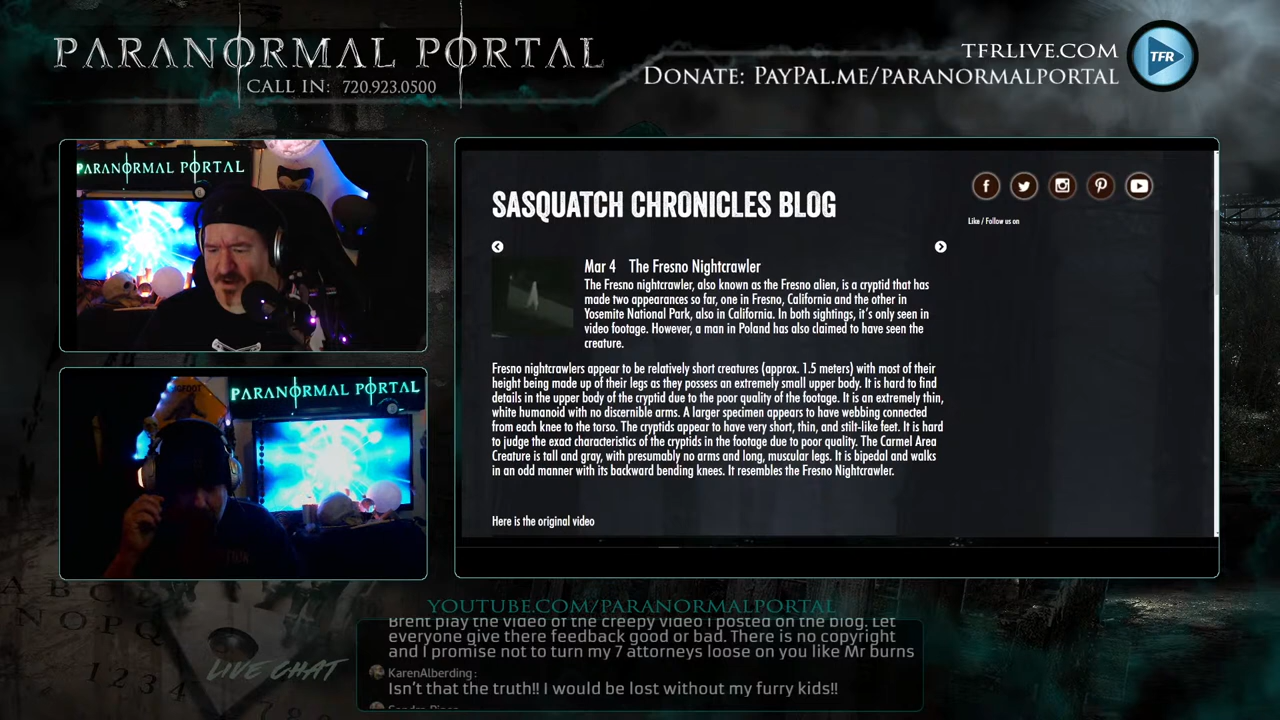 PARANORMAL PORTAL
CALL IN: 720.923.0500
TFRLIVE.COM
DONATE: PAYPAL.ME/PARANORMALPORTAL
TFR
PARANORMAL PORTAL
PARANORMAL PORTAL
SASQUATCH CHRONICLES BLOG
Like / Follow us on
Mar 4 The Fresno Nightcrawler
The Fresno nightcrawler, also known as the Fresno alien, is a cryptid that has
made two appearances so far, one in Fresno, California and the other in
Yosemite National Park, also in California. In both sightings, it's only seen in
video footage. However, a man in Poland has also claimed to have seen the
creature.
Fresno nightcrawlers appear to be relatively short creatures (approx. 1.5 meters) with most of their
height being made up of their legs as they possess an extremely small upper body. It is hard to find
details in the upper body of the cryptid due to the poor quality of the footage. It is an extremely thin,
white humanoid with no discernible arms. A larger specimen appears to have webbing connected
from each knee to the torso. The cryptids appear to have very short, thin, and stilt-like feet. It is hard
to judge the exact characteristics of the cryptids in the footage due to poor quality. The Carmel Area
Creature is tall and gray, with presumably no arms and long, muscular legs. It is bipedal and walks
in an odd manner with its backward bending knees. It resembles the Fresno Nightcrawler.
Here is the original video
YOUTUBE.COM/PARANORMALPORTAL
Brent play the video of the creepy video I posted on the blog. Let
everyone give there feedback good or bad. There is no copyright
and I promise not to turn my 7 attorneys loose on you like Mr burns
KarenAlberding:
Isn't that the truth!! I would be lost without my furry kids!!
LIVE CHAT
A B C
N O P Q
1 2 3 4